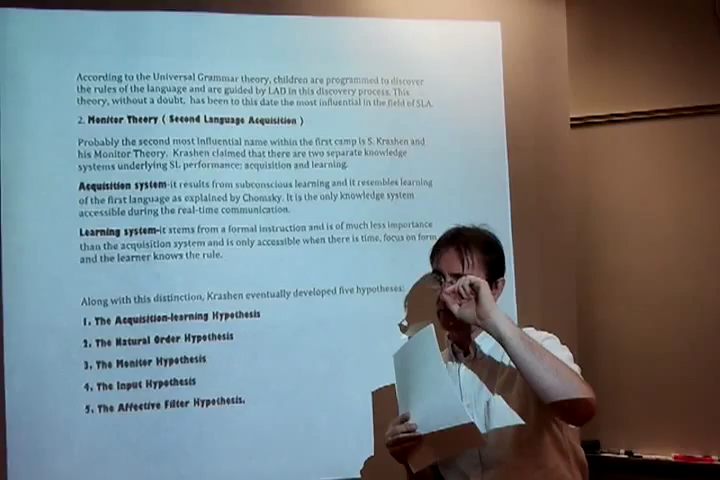 According to the Universal Grammar theory, children are programmed to discover
the rules of the language and are guided by LAD in this discovery process. This
theory, without a doubt, has been to this date the most influential in the field of SLA.
2. Monitor Theory ( Second Language Acquisition )
Probably the second most influential name within the first camp is S. Krashen and
his Monitor Theory. Krashen claimed that there are two separate knowledge
systems underlying SL performance: acquisition and learning.
Acquisition system-it results from subconscious learning and it resembles learning
of the first language as explained by Chomsky. It is the only knowledge system
accessible during the real-time communication.
Learning system-it stems from a formal instruction and is of much less importance
than the acquisition system and is only accessible when there is time, focus on form
and the learner knows the rule.
Along with this distinction, Krashen eventually developed five hypotheses:
1. The Acquisition-learning Hypothesis
2. The Natural Order Hypothesis
3. The Monitor Hypothesis
4. The Input Hypothesis
5. The Affective Filter Hypothesis.